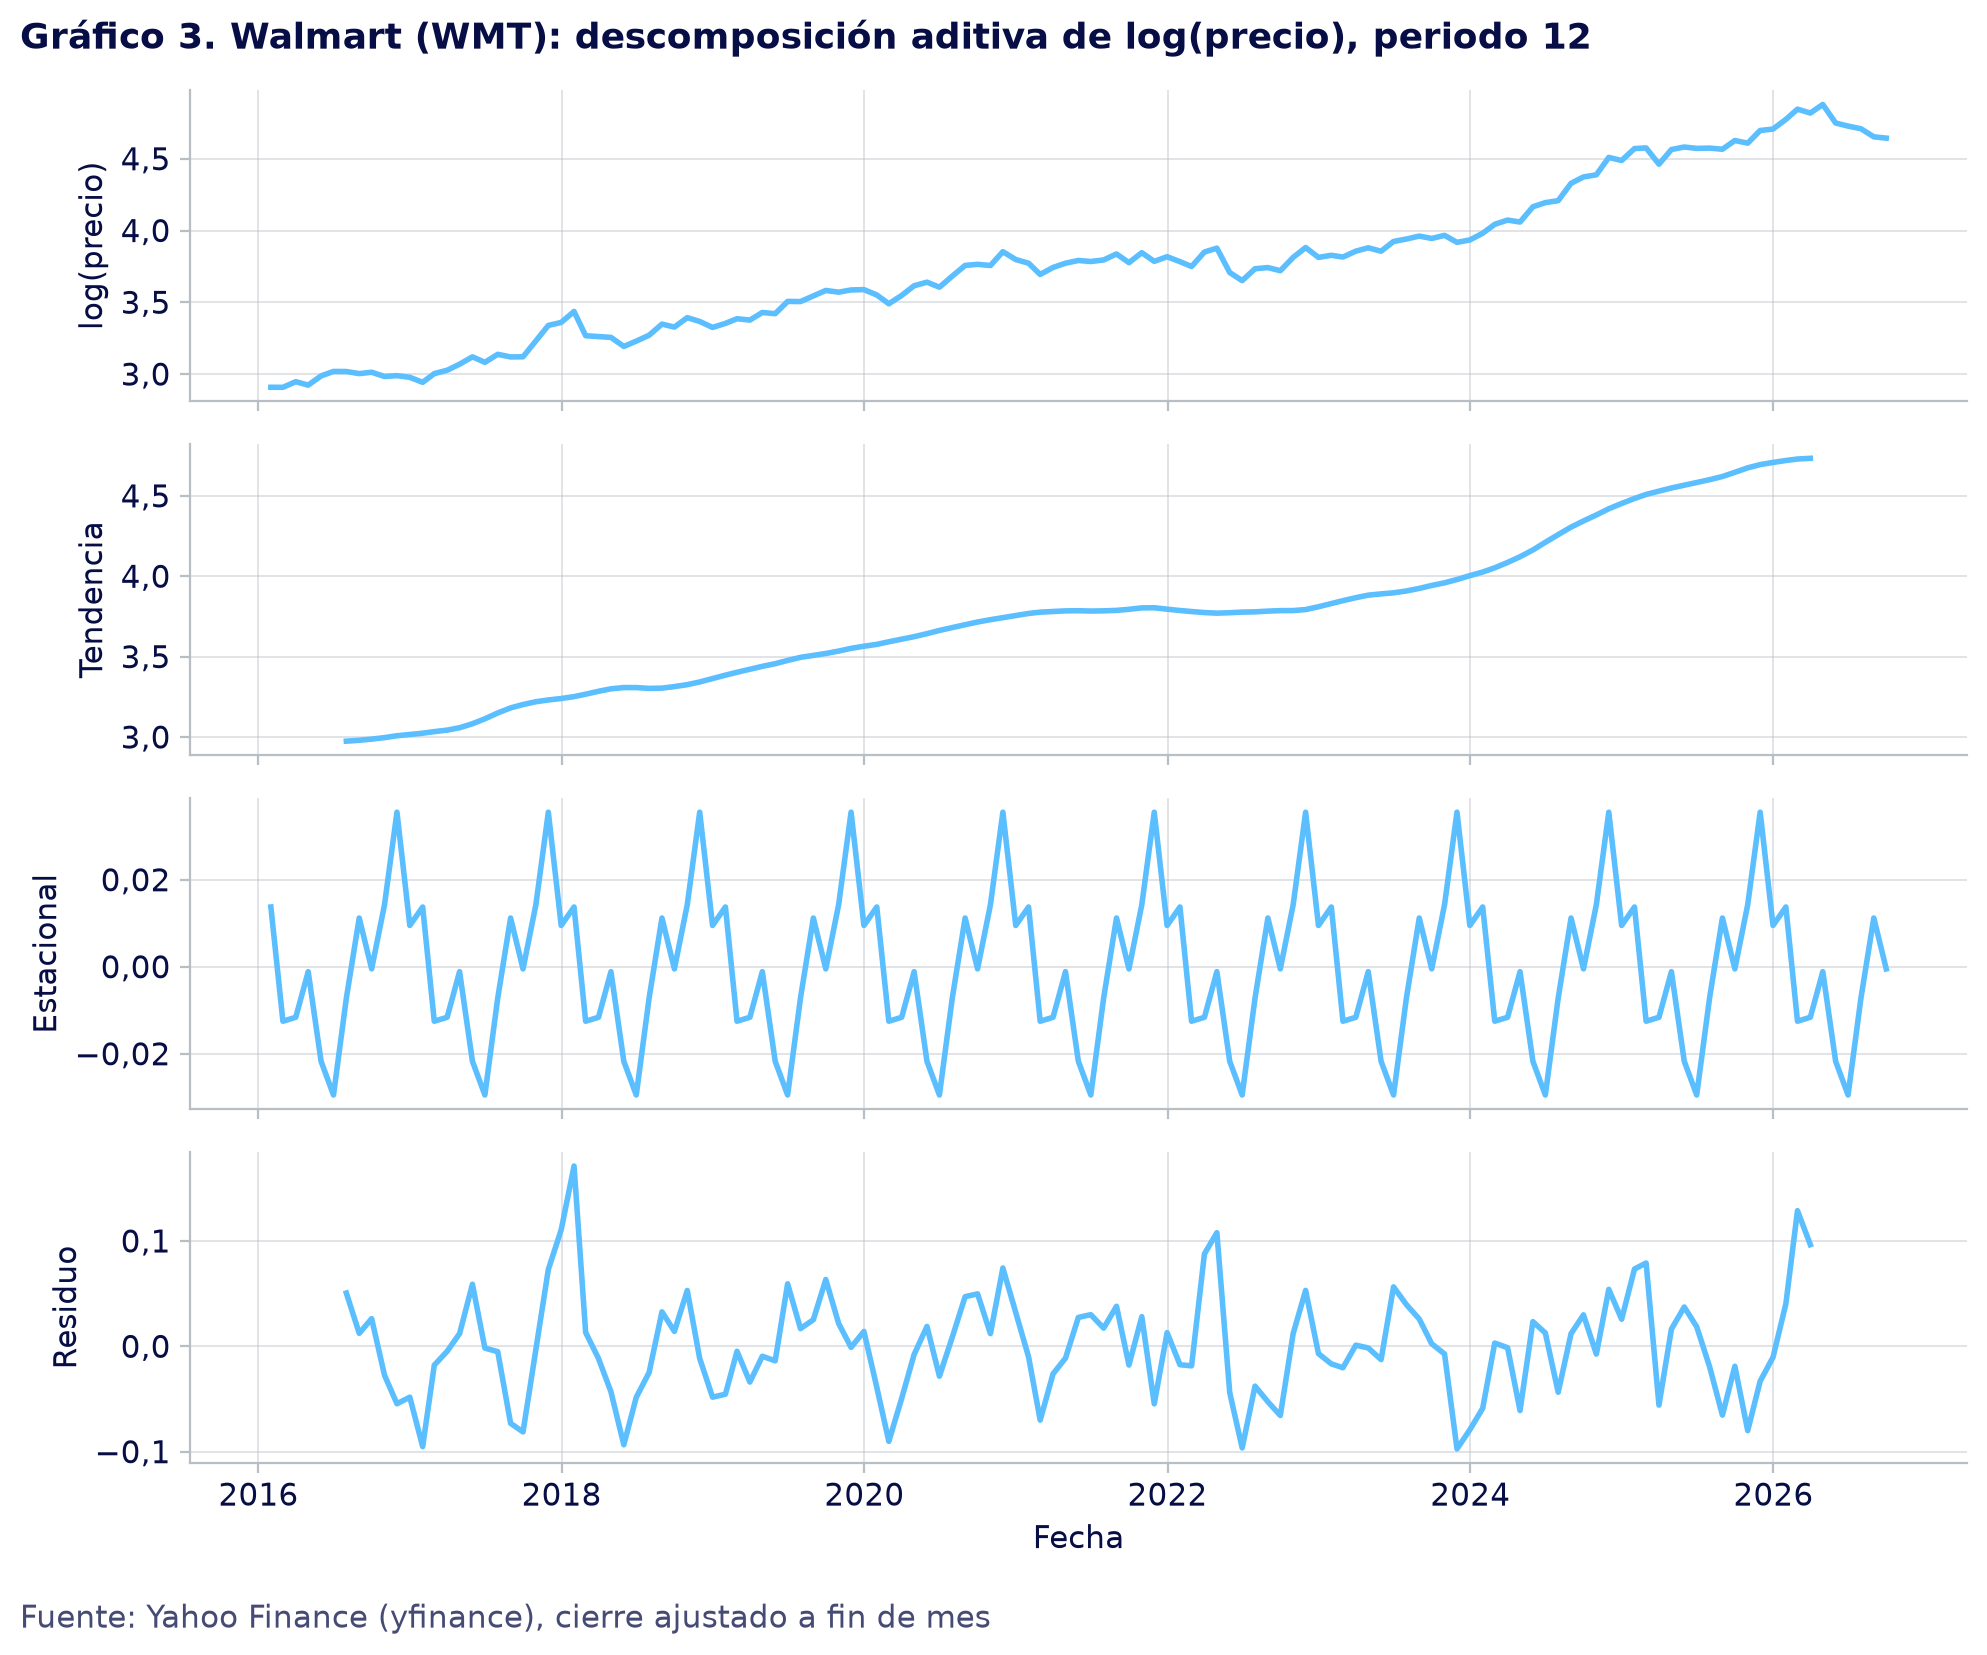 Gráfico 3. Walmart (WMT): descomposición aditiva de log(precio), periodo 12
log(precio)
4,5
4,0
3,5
3,0
Tendencia
4,5
4,0
3,5
3,0
Estacional
0,02
0,00
−0,02
Residuo
0,1
0,0
−0,1
2016 2018 2020 2022 2024 2026
Fecha
Fuente: Yahoo Finance (yfinance), cierre ajustado a fin de mes